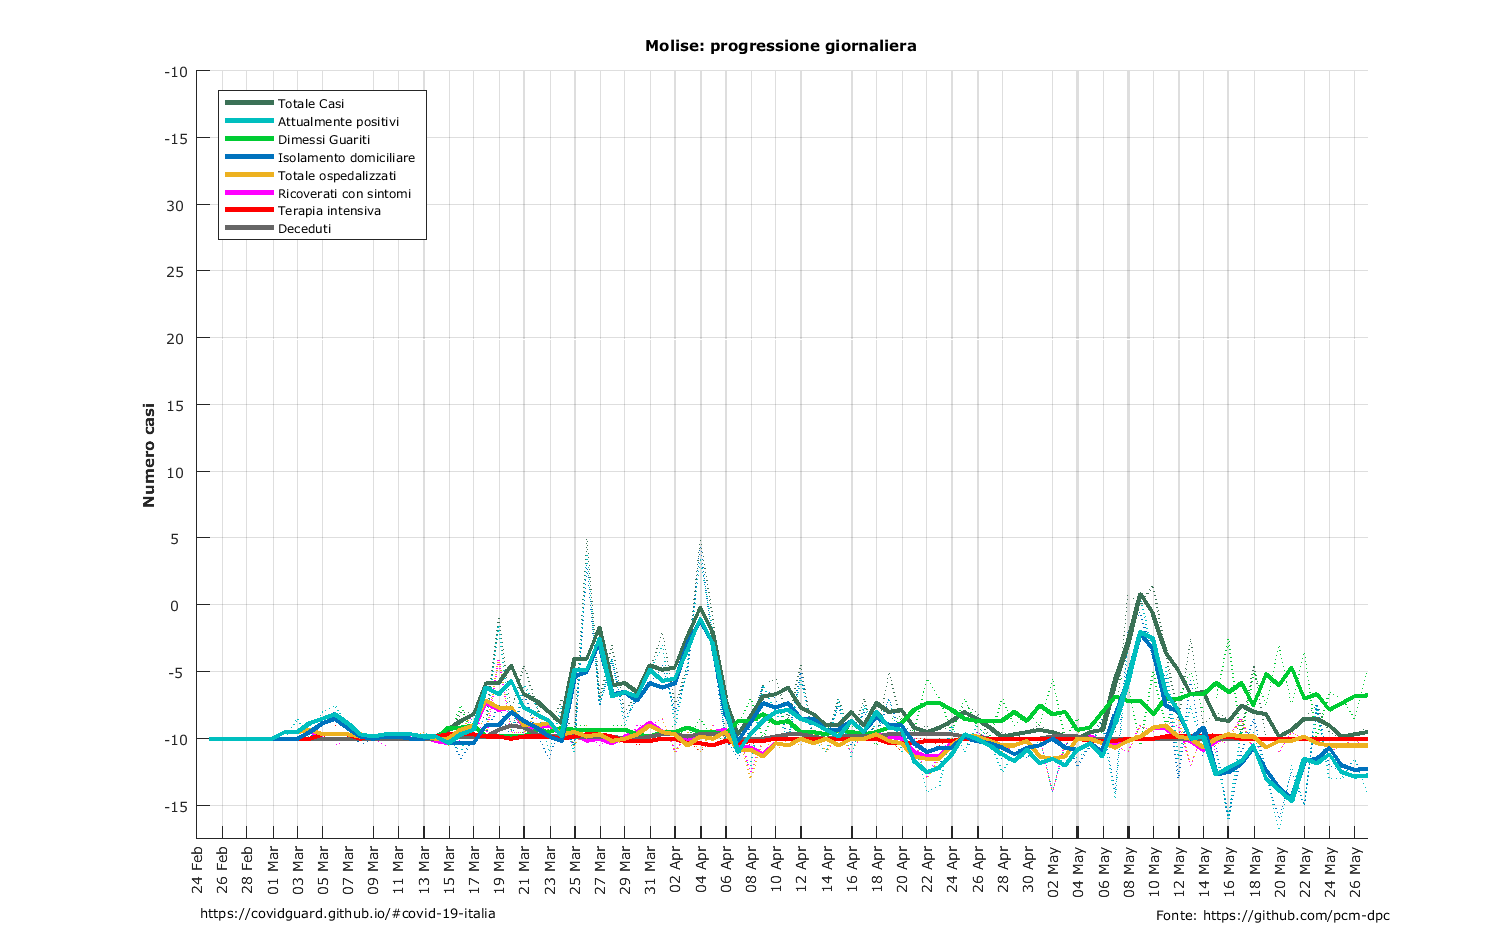 Molise: progressione giornaliera
-10
-15
30
25
20
15
10
5
0
-5
-10
-15
Numero casi
Totale Casi
Attualmente positivi
Dimessi Guariti
Isolamento domiciliare
Totale ospedalizzati
Ricoverati con sintomi
Terapia intensiva
Deceduti
24 Feb
26 Feb
28 Feb
01 Mar
03 Mar
05 Mar
07 Mar
09 Mar
11 Mar
13 Mar
15 Mar
17 Mar
19 Mar
21 Mar
23 Mar
25 Mar
27 Mar
29 Mar
31 Mar
02 Apr
04 Apr
06 Apr
08 Apr
10 Apr
12 Apr
14 Apr
16 Apr
18 Apr
20 Apr
22 Apr
24 Apr
26 Apr
28 Apr
30 Apr
02 May
04 May
06 May
08 May
10 May
12 May
14 May
16 May
18 May
20 May
22 May
24 May
26 May
https://covidguard.github.io/#covid-19-italia
Fonte: https://github.com/pcm-dpc